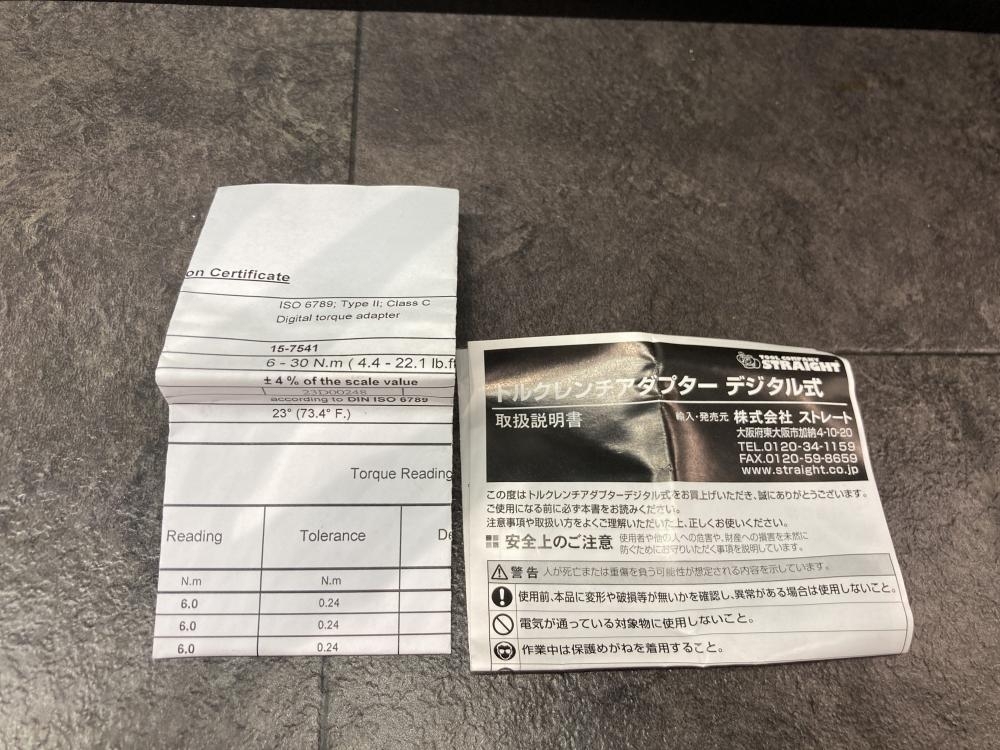 on Certificate
ISO 6789; Type II; Class C
Digital torque adapter
15-7541
6 - 30 N.m ( 4.4 - 22.1 lb.f
± 4 % of the scale value
23D00248
according to DIN ISO 6789
23° (73.4° F.)
Torque Reading
Reading Tolerance De
N.m N.m
6.0 0.24
6.0 0.24
6.0 0.24
TOOL COMPANY
STRAIGHT
トルクレンチアダプター デジタル式
取扱説明書
輸入・発売元 株式会社 ストレート
大阪府東大阪市加納4-10-20
TEL.0120-34-1159
FAX.0120-59-8659
www.straight.co.jp
この度はトルクレンチアダプターデジタル式をお買上げいただき、誠にありがとうございます。
ご使用になる前に必ず本書をお読みください。
注意事項や取扱い方をよくご理解いただいた上、正しくお使いください。
安全上のご注意 使用者や他の人への危害や、財産への損害を未然に
防ぐためにお守りいただく事項を説明しています。
警告 人が死亡または重傷を負う可能性が想定される内容を示しています。
使用前、本品に変形や破損等が無いかを確認し、異常がある場合は使用しないこと。
電気が通っている対象物に使用しないこと。
作業中は保護めがねを着用すること。